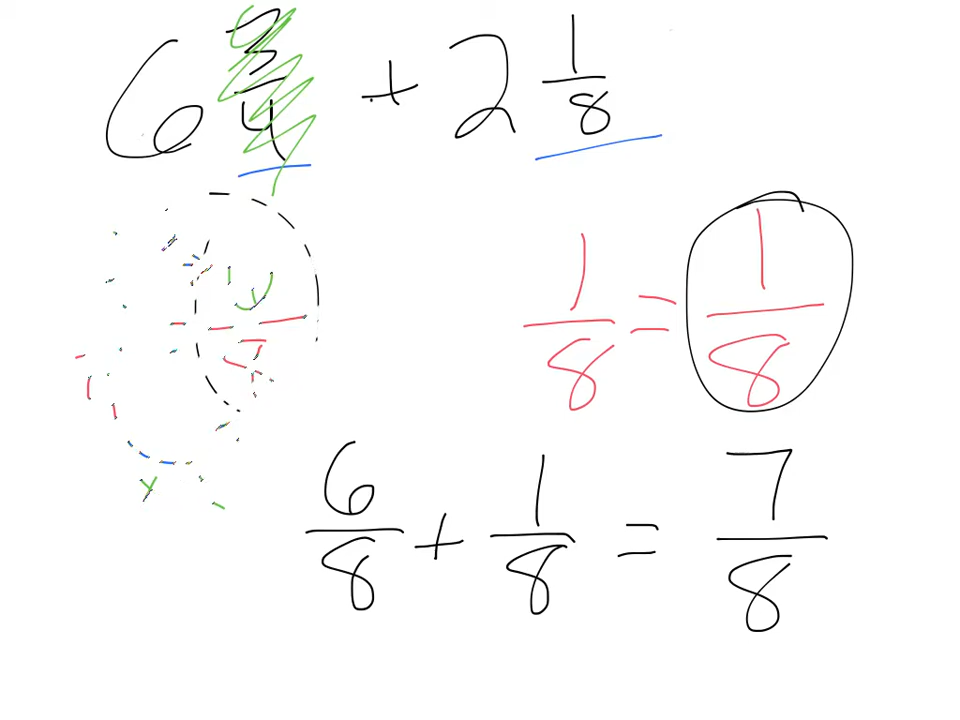 6 3/4 + 2 1/8
1/8 = 1/8
6/8 + 1/8 = 7/8